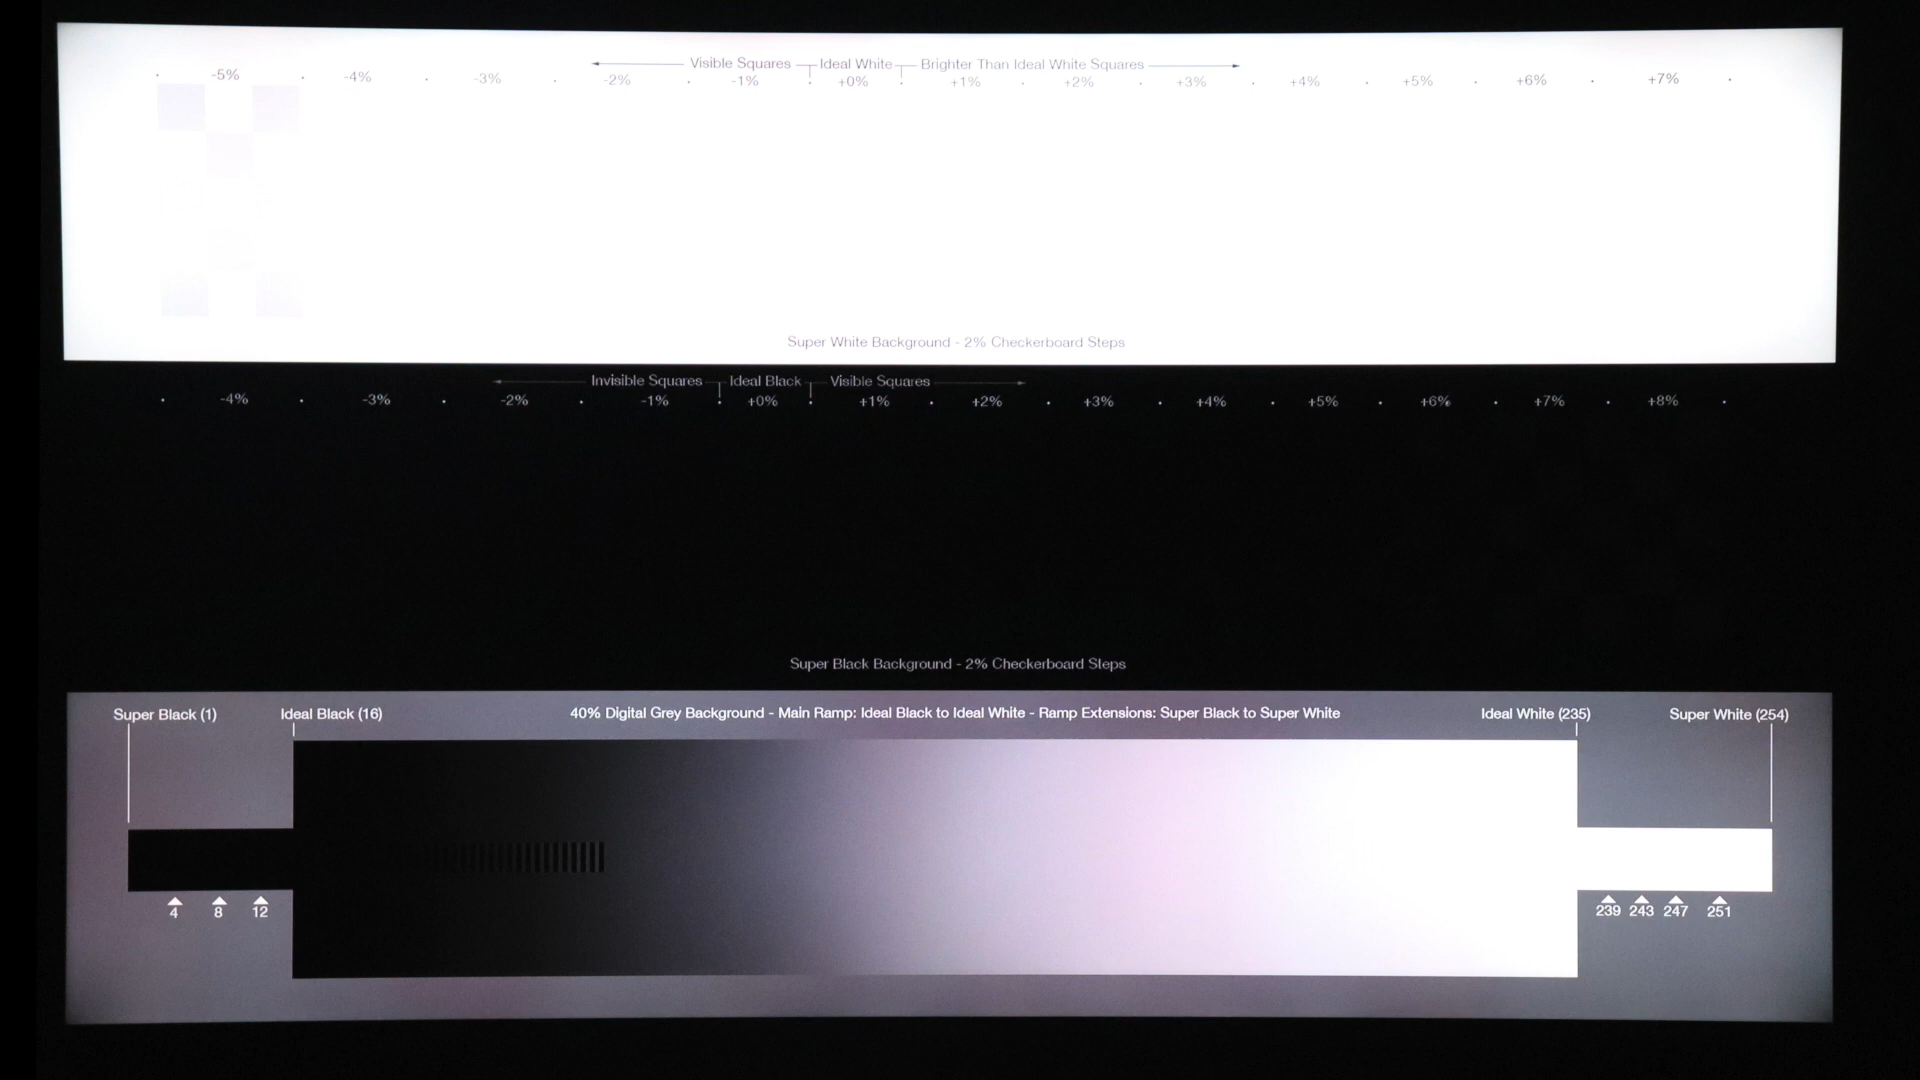 Visible Squares Ideal White Brighter Than Ideal White Squares
-5% -4% -3% -2% -1% +0% +1% +2% +3% +4% +5% +6% +7%
Super White Background - 2% Checkerboard Steps
Invisible Squares Ideal Black Visible Squares
-4% -3% -2% -1% +0% +1% +2% +3% +4% +5% +6% +7% +8%
Super Black Background - 2% Checkerboard Steps
Super Black (1) Ideal Black (16) 40% Digital Grey Background - Main Ramp: Ideal Black to Ideal White - Ramp Extensions: Super Black to Super White Ideal White (235) Super White (254)
4 8 12 239 243 247 251